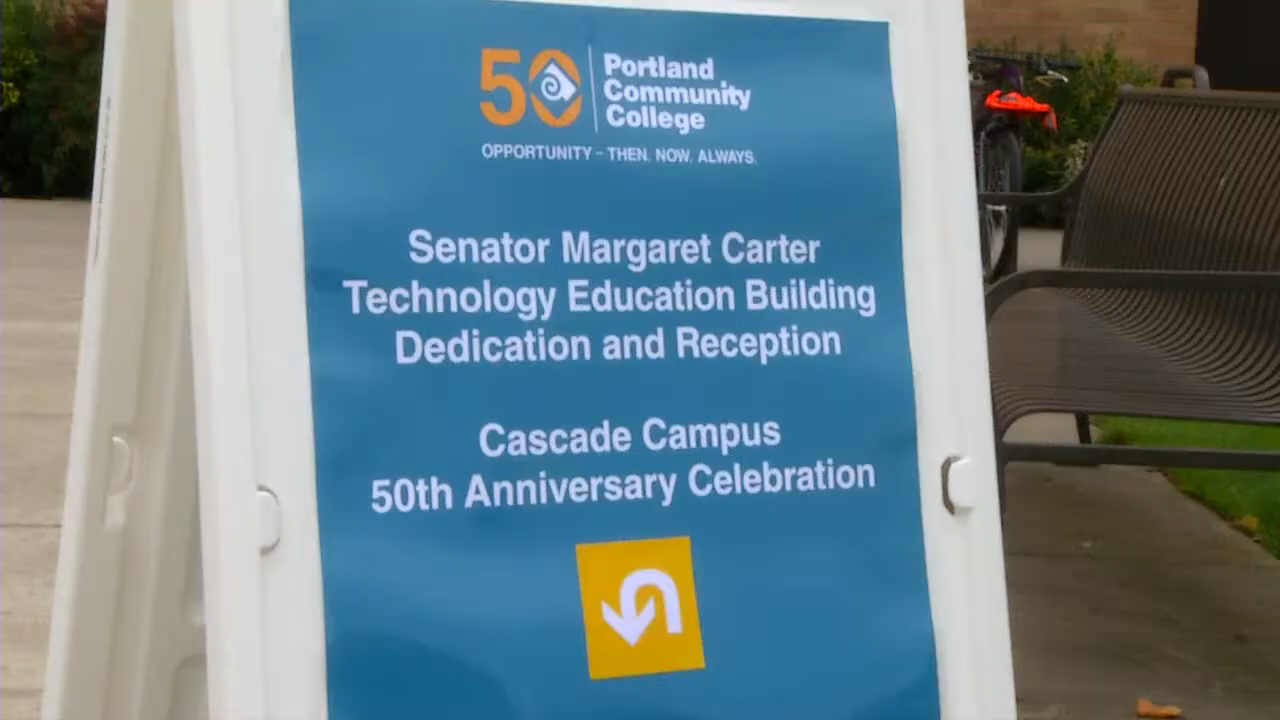 50
Portland
Community
College
OPPORTUNITY – THEN. NOW. ALWAYS.
Senator Margaret Carter
Technology Education Building
Dedication and Reception
Cascade Campus
50th Anniversary Celebration